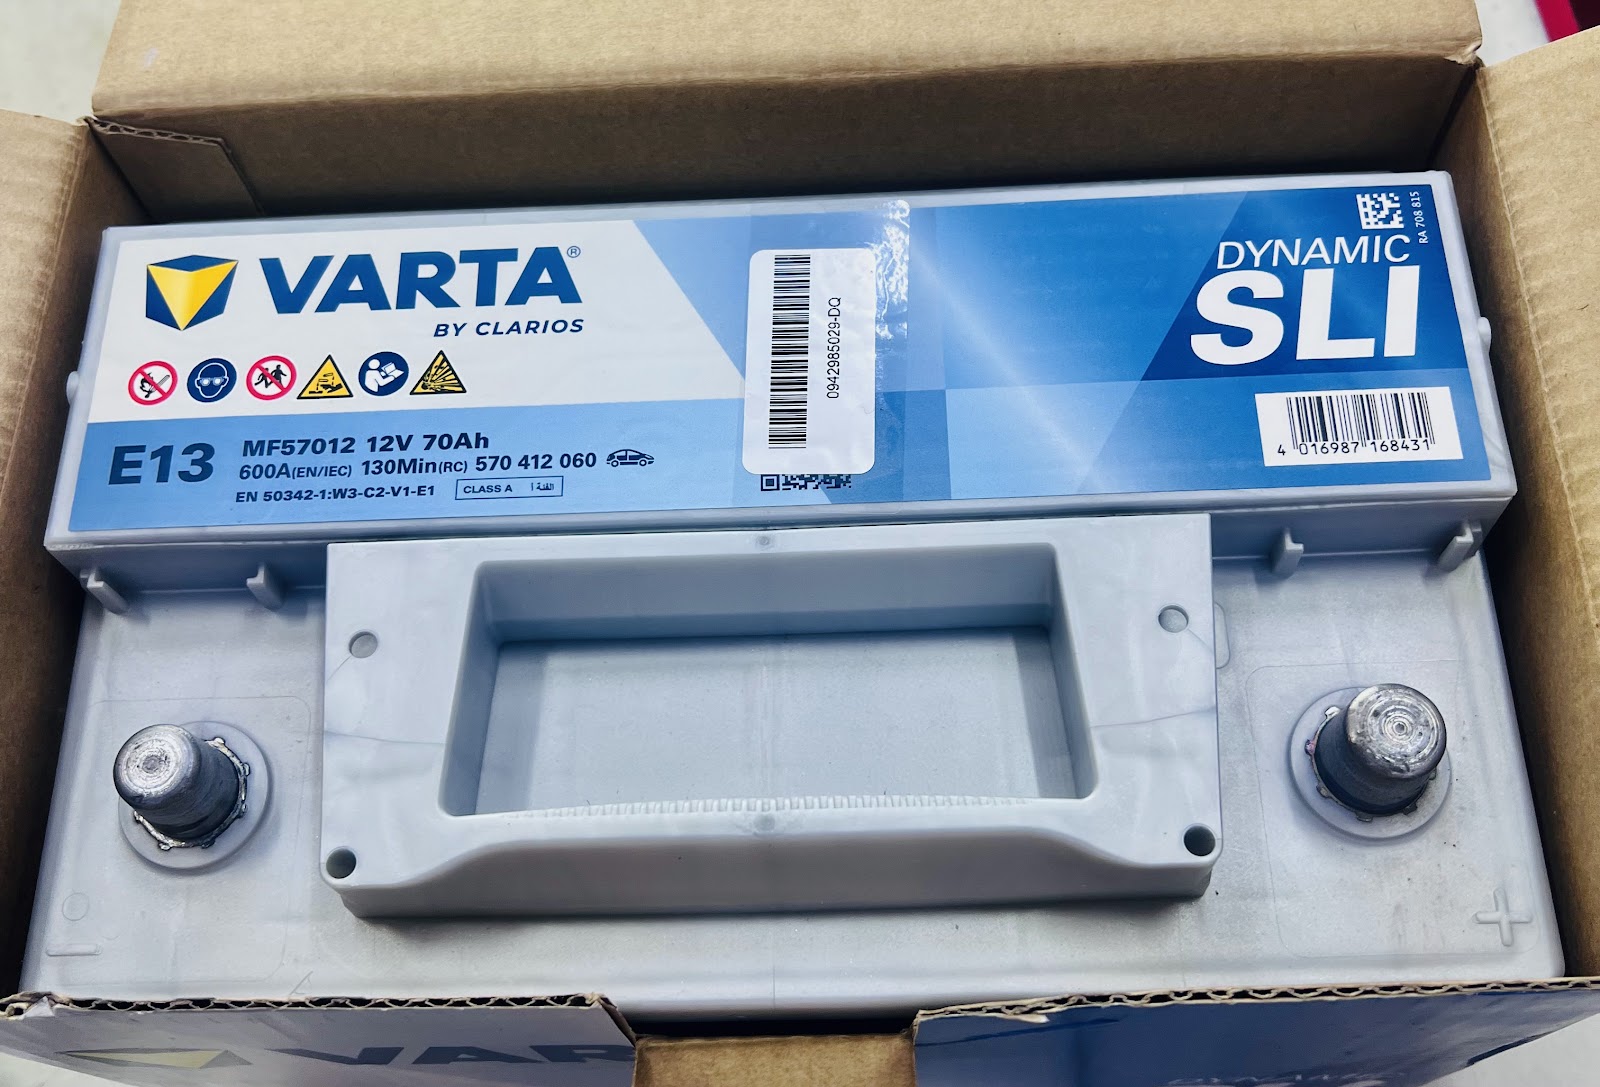 VARTA®
BY CLARIOS
E13
MF57012 12V 70Ah
600A(EN/IEC) 130Min(RC) 570 412 060
EN 50342-1:W3-C2-V1-E1
CLASS A الفئة أ
0942985029-DQ
DYNAMIC
SLI
RA 708 815
4 016987 168431
- +